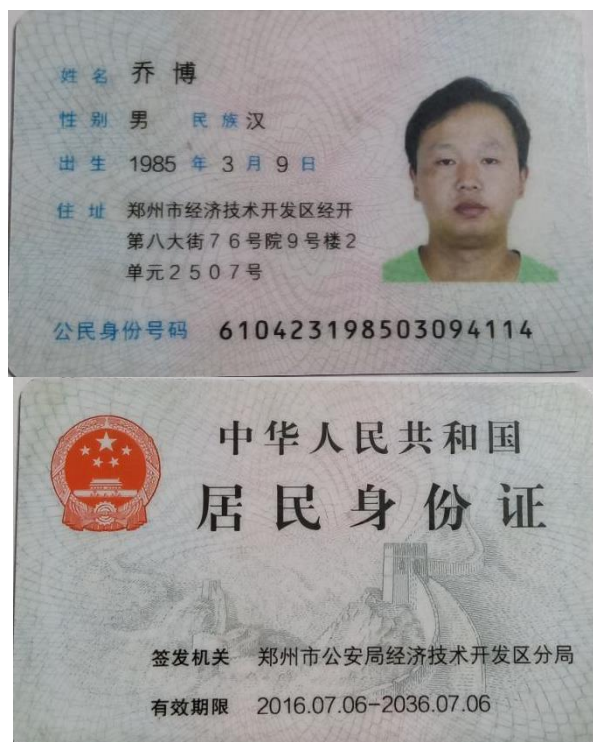 姓名 乔博
性别 男 民族 汉
出生 1985 年 3 月 9 日
住址 郑州市经济技术开发区经开
第八大街76号院9号楼2
单元2507号
公民身份号码 610423198503094114
中华人民共和国
居民身份证
签发机关 郑州市公安局经济技术开发区分局
有效期限 2016.07.06-2036.07.06